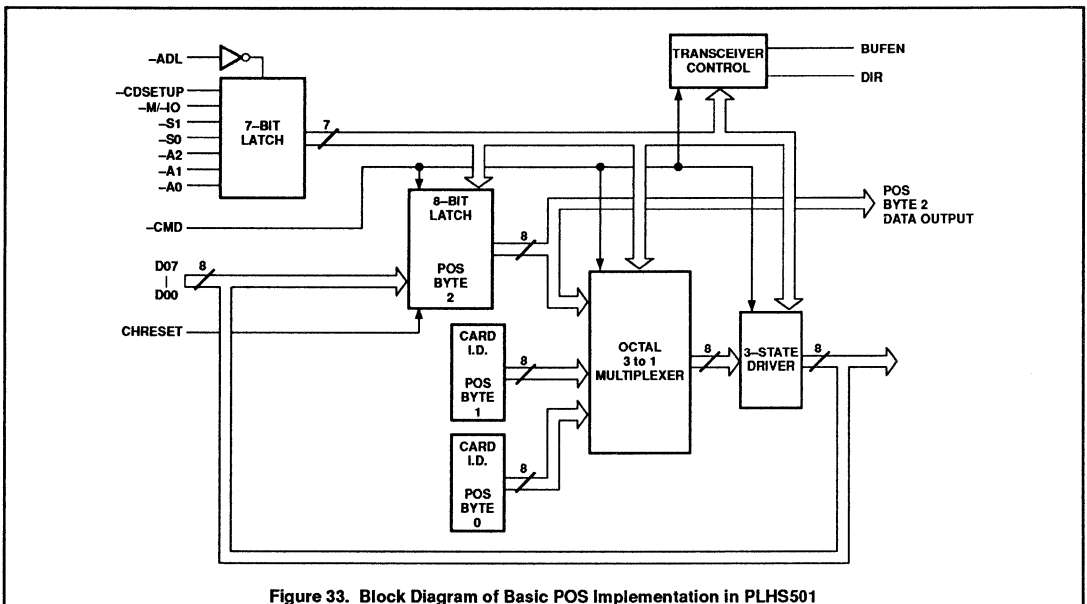 –ADL
–CDSETUP
–M/–IO
–S1
–S0
–A2
–A1
–A0
7–BIT
LATCH
7
TRANSCEIVER
CONTROL
BUFEN
DIR
–CMD
8–BIT
LATCH
POS
BYTE
2
8
POS
BYTE 2
DATA OUTPUT
D07
D00
8
CHRESET
CARD
I.D.
POS
BYTE
1
8
CARD
I.D.
POS
BYTE
0
8
OCTAL
3 to 1
MULTIPLEXER
8
3–STATE
DRIVER
8
Figure 33. Block Diagram of Basic POS Implementation in PLHS501